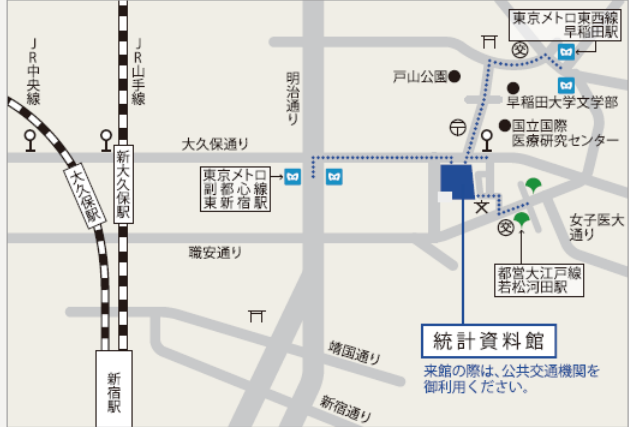 東京メトロ東西線
早稲田駅
JR中央線
JR山手線
明治通り
戸山公園
早稲田大学文学部
国立国際
医療研究センター
大久保通り
大久保駅
新大久保駅
東京メトロ
副都心線
東新宿駅
文
女子医大
通り
職安通り
都営大江戸線
若松河田駅
統計資料館
来館の際は、公共交通機関を
御利用ください。
靖国通り
新宿通り
新宿駅